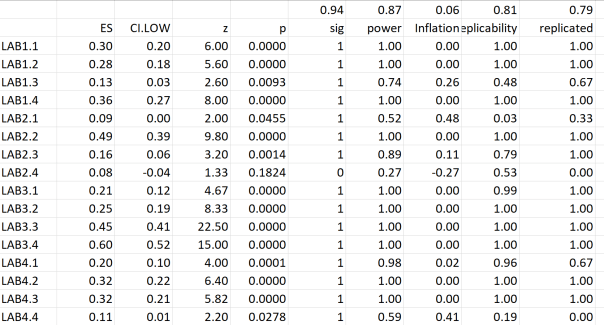 0.94 0.87 0.06 0.81 0.79
ES CI.LOW z p sig power Inflation eplicability replicated
LAB1.1 0.30 0.20 6.00 0.0000 1 1.00 0.00 1.00 1.00
LAB1.2 0.28 0.18 5.60 0.0000 1 1.00 0.00 1.00 1.00
LAB1.3 0.13 0.03 2.60 0.0093 1 0.74 0.26 0.48 0.67
LAB1.4 0.36 0.27 8.00 0.0000 1 1.00 0.00 1.00 1.00
LAB2.1 0.09 0.00 2.00 0.0455 1 0.52 0.48 0.03 0.33
LAB2.2 0.49 0.39 9.80 0.0000 1 1.00 0.00 1.00 1.00
LAB2.3 0.16 0.06 3.20 0.0014 1 0.89 0.11 0.79 1.00
LAB2.4 0.08 -0.04 1.33 0.1824 0 0.27 -0.27 0.53 0.00
LAB3.1 0.21 0.12 4.67 0.0000 1 1.00 0.00 0.99 1.00
LAB3.2 0.25 0.19 8.33 0.0000 1 1.00 0.00 1.00 1.00
LAB3.3 0.45 0.41 22.50 0.0000 1 1.00 0.00 1.00 1.00
LAB3.4 0.60 0.52 15.00 0.0000 1 1.00 0.00 1.00 1.00
LAB4.1 0.20 0.10 4.00 0.0001 1 0.98 0.02 0.96 0.67
LAB4.2 0.32 0.22 6.40 0.0000 1 1.00 0.00 1.00 1.00
LAB4.3 0.32 0.21 5.82 0.0000 1 1.00 0.00 1.00 1.00
LAB4.4 0.11 0.01 2.20 0.0278 1 0.59 0.41 0.19 0.00